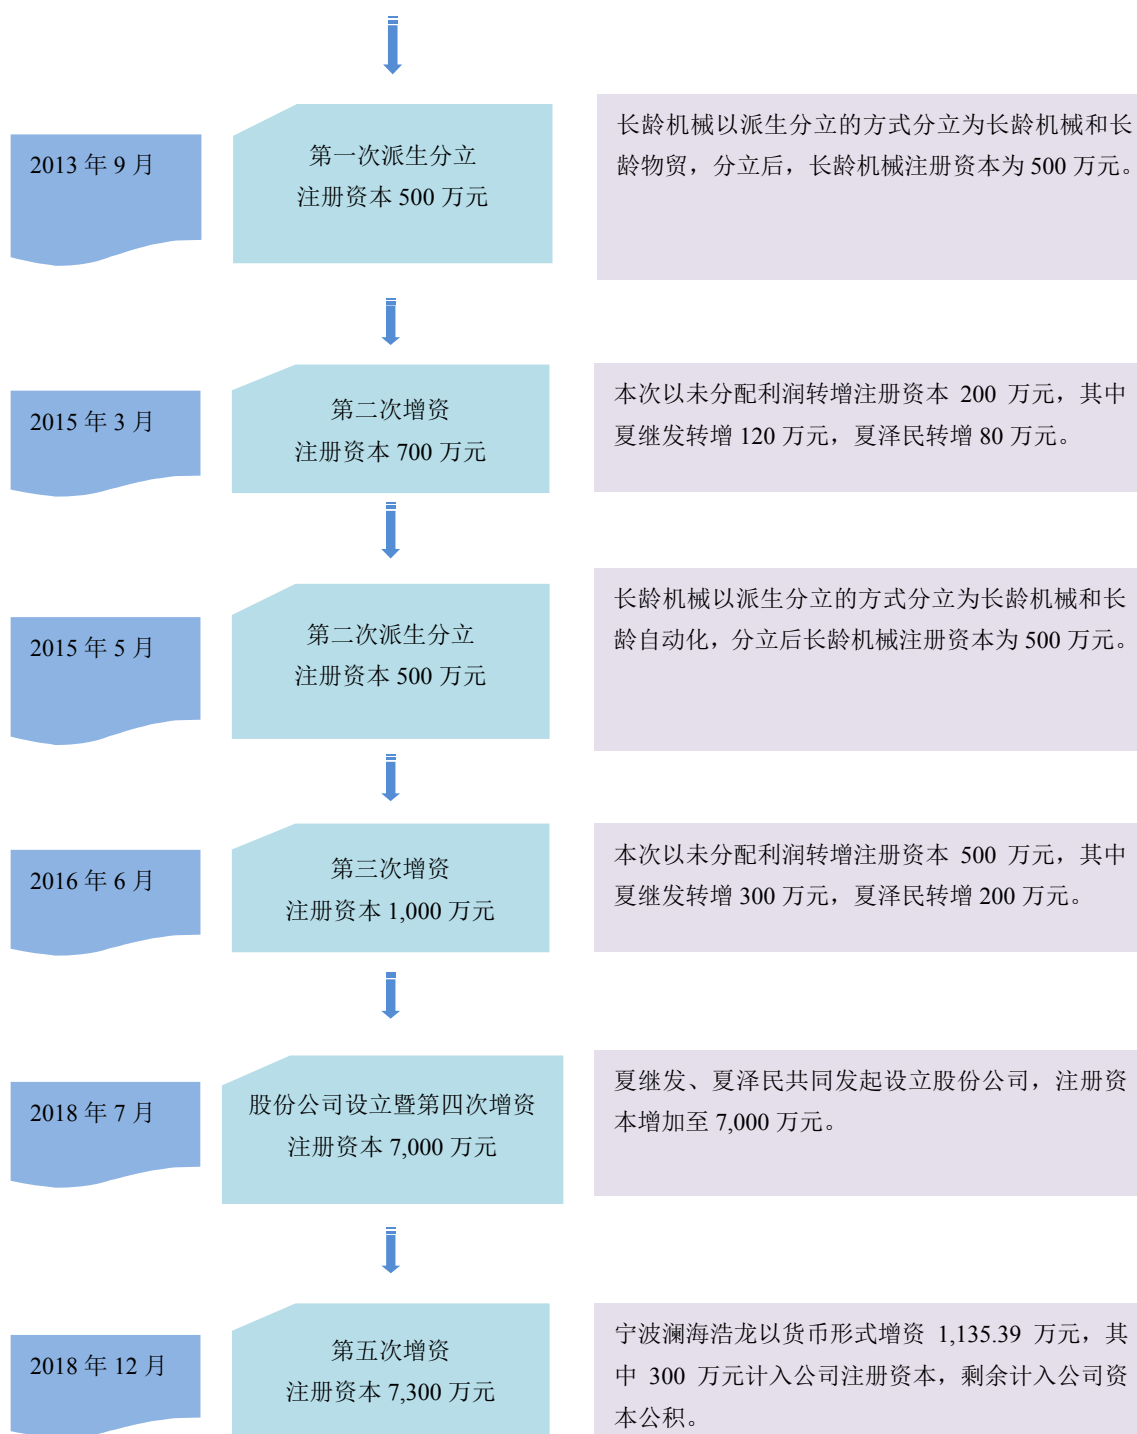 2013 年 9 月
第一次派生分立
注册资本 500 万元
长龄机械以派生分立的方式分立为长龄机械和长
龄物贸，分立后，长龄机械注册资本为 500 万元。
2015 年 3 月
第二次增资
注册资本 700 万元
本次以未分配利润转增注册资本 200 万元，其中
夏继发转增 120 万元，夏泽民转增 80 万元。
2015 年 5 月
第二次派生分立
注册资本 500 万元
长龄机械以派生分立的方式分立为长龄机械和长
龄自动化，分立后长龄机械注册资本为 500 万元。
2016 年 6 月
第三次增资
注册资本 1,000 万元
本次以未分配利润转增注册资本 500 万元，其中
夏继发转增 300 万元，夏泽民转增 200 万元。
2018 年 7 月
股份公司设立暨第四次增资
注册资本 7,000 万元
夏继发、夏泽民共同发起设立股份公司，注册资
本增加至 7,000 万元。
2018 年 12 月
第五次增资
注册资本 7,300 万元
宁波澜海浩龙以货币形式增资 1,135.39 万元，其
中 300 万元计入公司注册资本，剩余计入公司资
本公积。